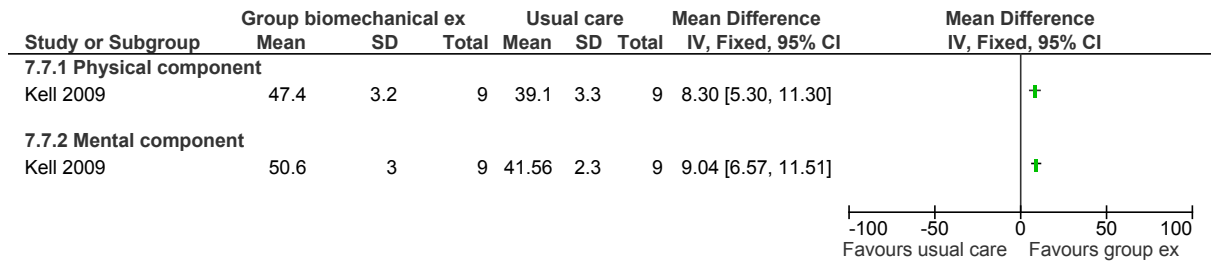 Group biomechanical ex Usual care Mean Difference Mean Difference
Study or Subgroup Mean SD Total Mean SD Total IV, Fixed, 95% CI IV, Fixed, 95% CI
7.7.1 Physical component
Kell 2009 47.4 3.2 9 39.1 3.3 9 8.30 [5.30, 11.30]
7.7.2 Mental component
Kell 2009 50.6 3 9 41.56 2.3 9 9.04 [6.57, 11.51]
-100 -50 0 50 100
Favours usual care Favours group ex